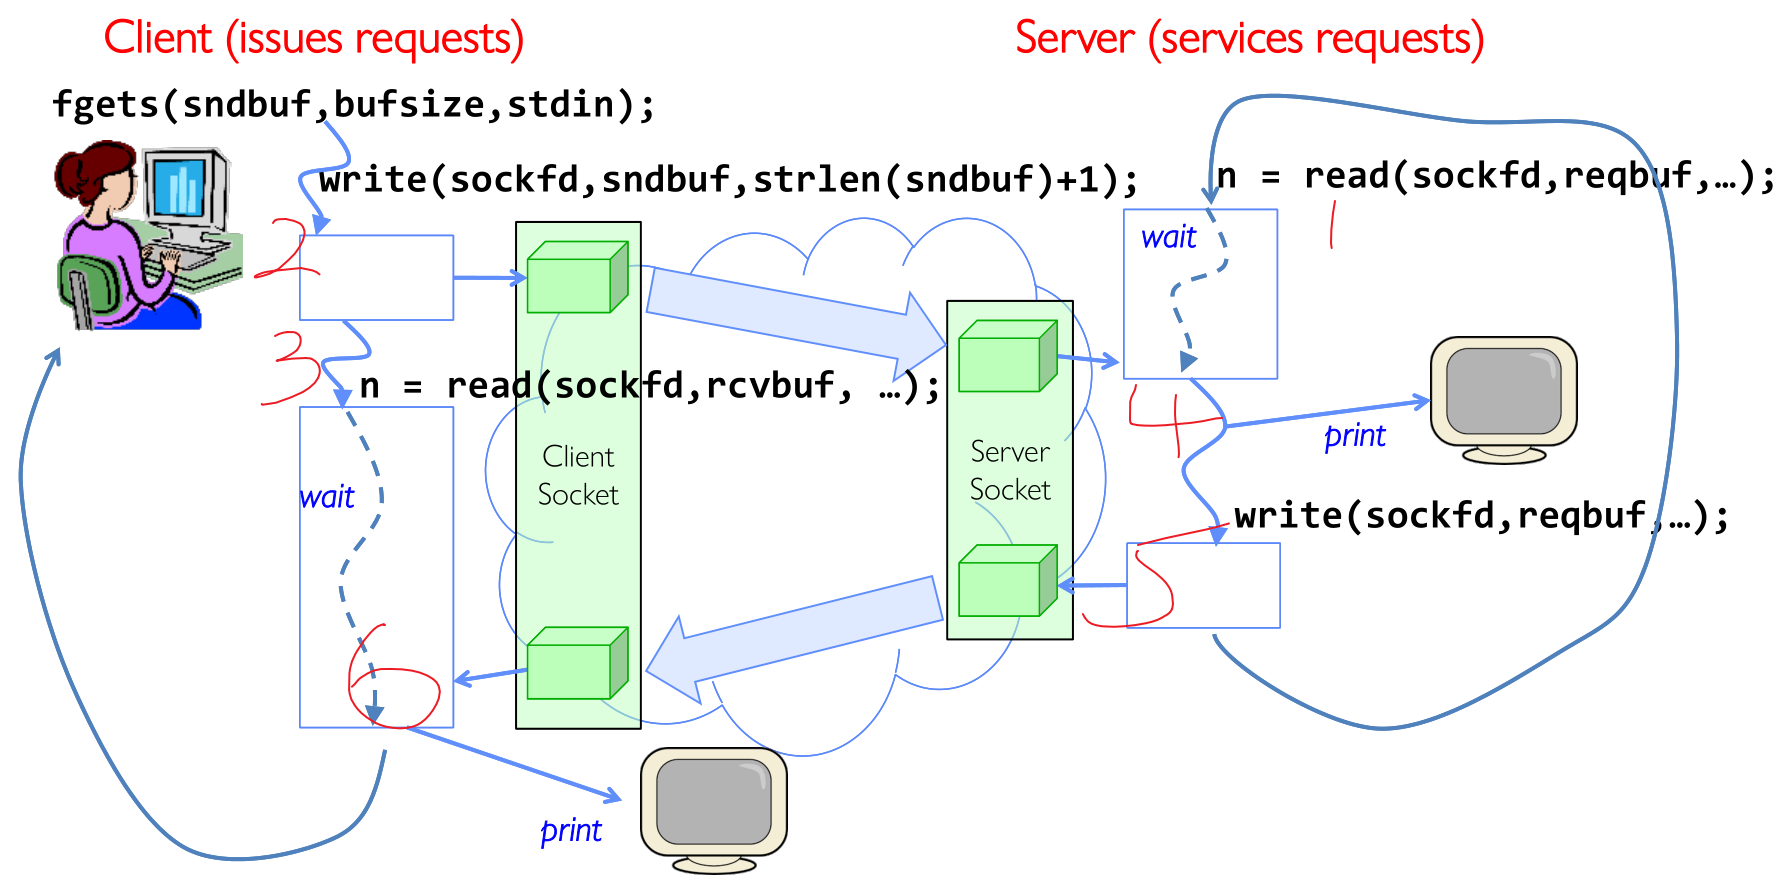 Client (issues requests)
Server (services requests)
fgets(sndbuf,bufsize,stdin);
write(sockfd,sndbuf,strlen(sndbuf)+1);
n = read(sockfd,reqbuf,…);
1
wait
2
3
n = read(sockfd,rcvbuf, …);
4
print
Client
Socket
Server
Socket
wait
write(sockfd,reqbuf,…);
5
6
print